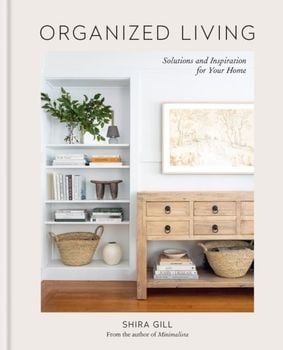 ORGANIZED LIVING
Solutions and Inspiration
for Your Home
SHIRA GILL
From the author of Minimalista